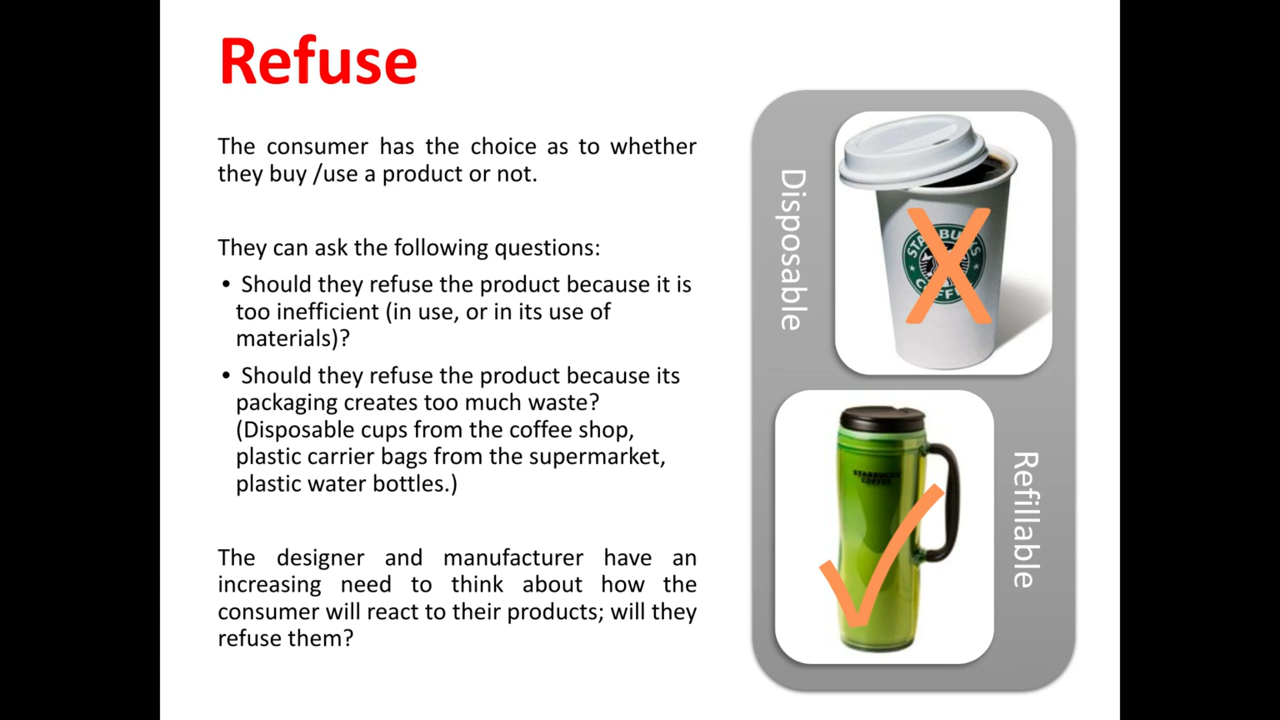 Refuse
The consumer has the choice as to whether
they buy /use a product or not.
They can ask the following questions:
• Should they refuse the product because it is
too inefficient (in use, or in its use of
materials)?
• Should they refuse the product because its
packaging creates too much waste?
(Disposable cups from the coffee shop,
plastic carrier bags from the supermarket,
plastic water bottles.)
The designer and manufacturer have an
increasing need to think about how the
consumer will react to their products; will they
refuse them?
Disposable
Refillable
STARBUCKS
COFFEE